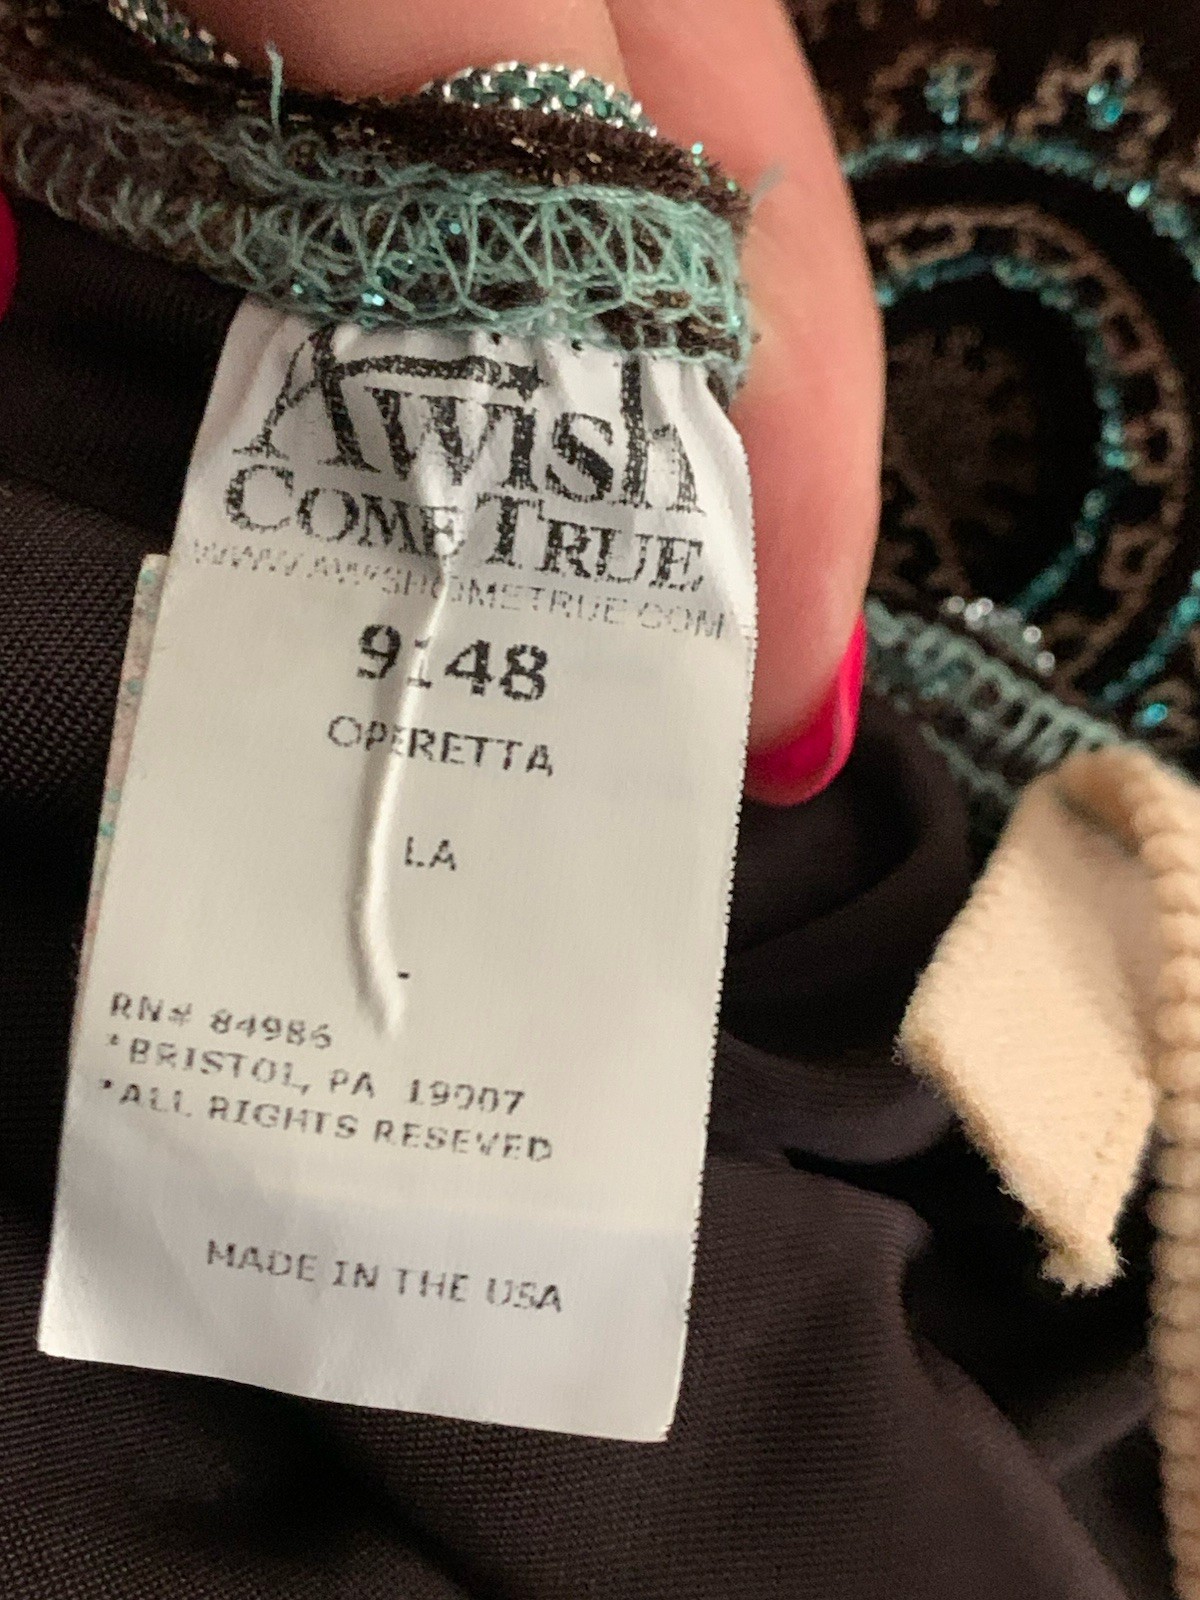 A Wish
COME TRUE
WWW.AWISHCOMETRUE.COM
9148
OPERETTA
LA
-
RN# 84986
*BRISTOL, PA 19007
*ALL RIGHTS RESEVED
MADE IN THE USA